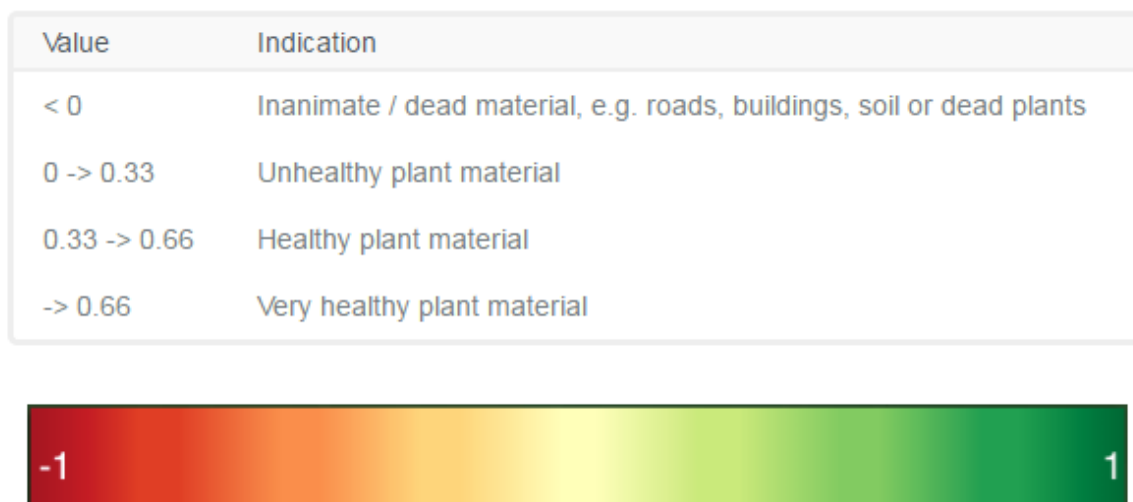 Value Indication
< 0 Inanimate / dead material, e.g. roads, buildings, soil or dead plants
0 -> 0.33 Unhealthy plant material
0.33 -> 0.66 Healthy plant material
-> 0.66 Very healthy plant material
-1 1